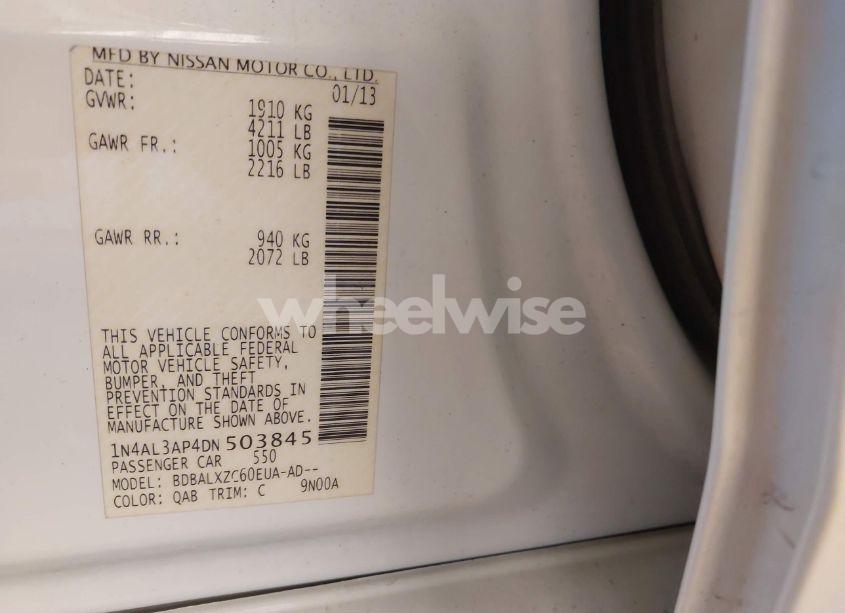 MFD BY NISSAN MOTOR CO., LTD.
DATE: 01/13
GVWR: 1910 KG
4211 LB
GAWR FR.: 1005 KG
2216 LB
GAWR RR.: 940 KG
2072 LB
wheelwise
THIS VEHICLE CONFORMS TO
ALL APPLICABLE FEDERAL
MOTOR VEHICLE SAFETY,
BUMPER, AND THEFT
PREVENTION STANDARDS IN
EFFECT ON THE DATE OF
MANUFACTURE SHOWN ABOVE.
1N4AL3AP4DN 503845
PASSENGER CAR 550
MODEL: BDBALXZC60EUA-AD--
COLOR: QAB TRIM: C 9N00A